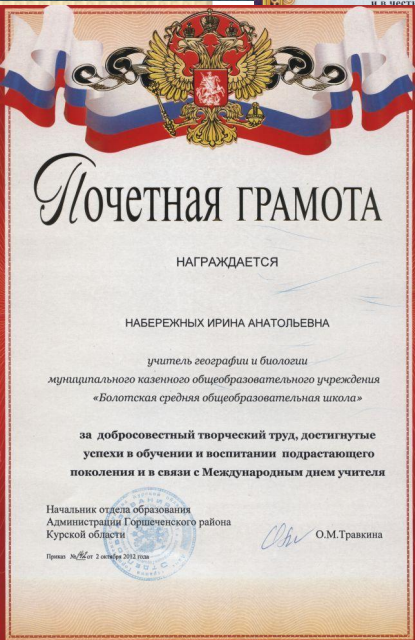 и в чест
Почетная ГРАМОТА
НАГРАЖДАЕТСЯ
НАБЕРЕЖНЫХ ИРИНА АНАТОЛЬЕВНА
учитель географии и биологии
муниципального казенного общеобразовательного учреждения
«Болотская средняя общеобразовательная школа»
за добросовестный творческий труд, достигнутые
успехи в обучении и воспитании подрастающего
поколения и в связи с Международным днем учителя
Начальник отдела образования
Администрации Горшеченского района
Курской области
О.М.Травкина
Приказ № от 2 октября 2012 года